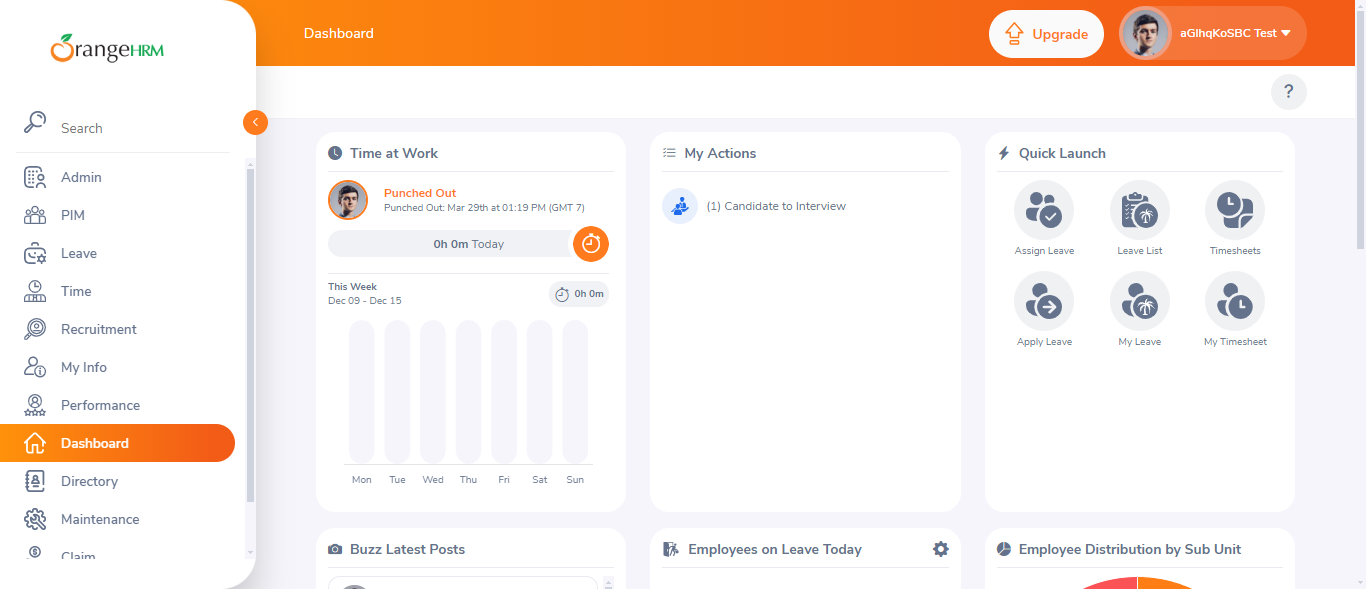 OrangeHRM
Dashboard
Upgrade
aGlhqKoSBC Test
?
Search
Admin
PIM
Leave
Time
Recruitment
My Info
Performance
Dashboard
Directory
Maintenance
Claim
Time at Work
Punched Out
Punched Out: Mar 29th at 01:19 PM (GMT 7)
0h 0m Today
This Week
Dec 09 - Dec 15
0h 0m
Mon Tue Wed Thu Fri Sat Sun
My Actions
(1) Candidate to Interview
Quick Launch
Assign Leave
Leave List
Timesheets
Apply Leave
My Leave
My Timesheet
Buzz Latest Posts
Employees on Leave Today
Employee Distribution by Sub Unit